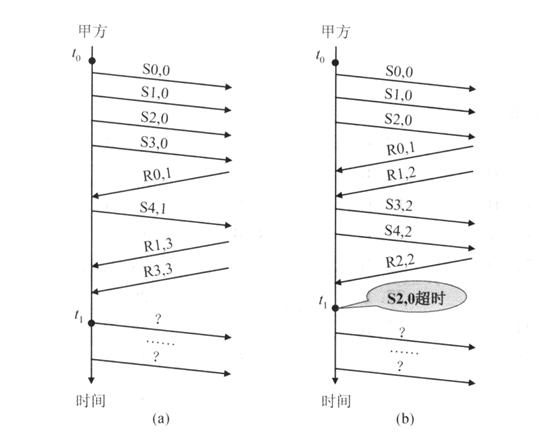 甲方
t0
S0,0
S1,0
S2,0
S3,0
R0,1
S4,1
R1,3
R3,3
t1
?
……
?
时间
(a)
甲方
t0
S0,0
S1,0
S2,0
R0,1
R1,2
S3,2
S4,2
R2,2
S2,0超时
t1
?
……
?
时间
(b)